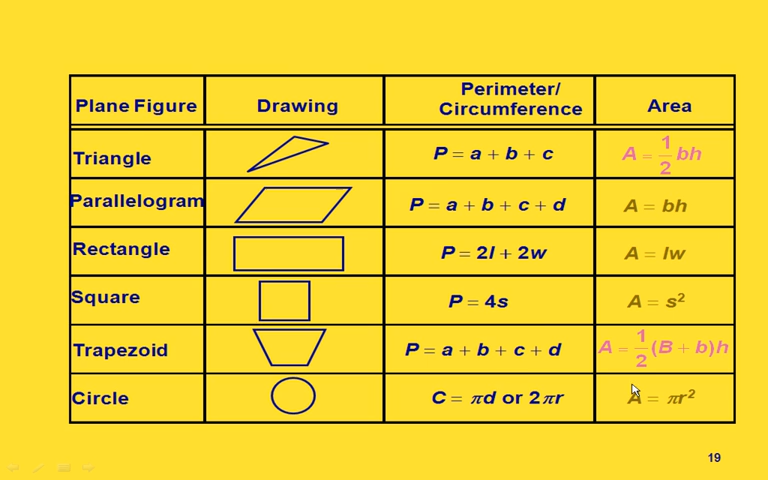 Plane Figure Drawing Perimeter/ Circumference Area
Triangle P = a + b + c A = 1/2 bh
Parallelogram P = a + b + c + d A = bh
Rectangle P = 2l + 2w A = lw
Square P = 4s A = s²
Trapezoid P = a + b + c + d A = 1/2 (B + b)h
Circle C = πd or 2πr A = πr²
19